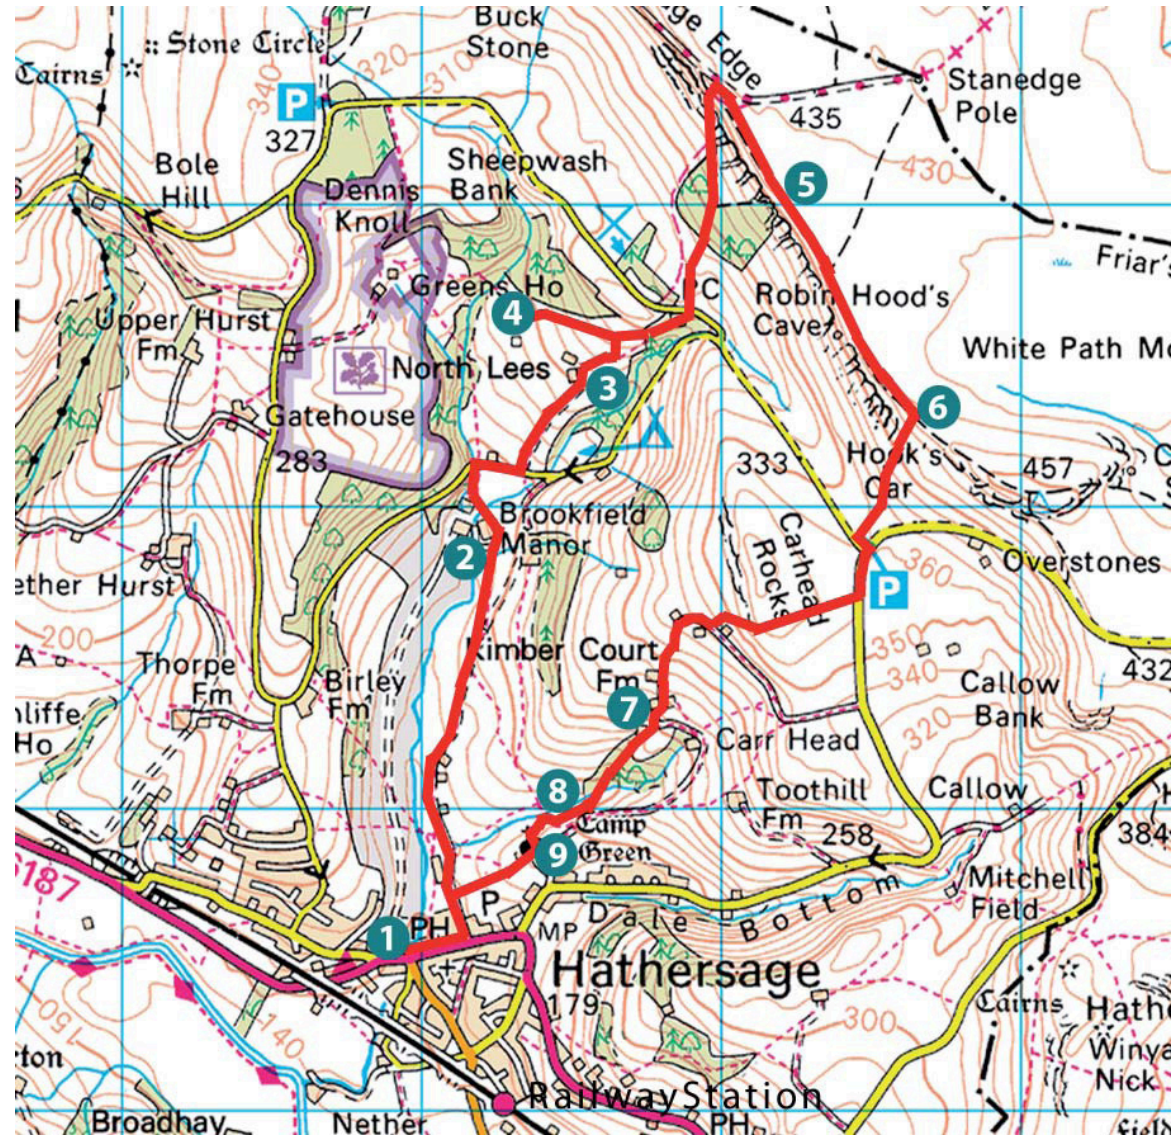 Buck
Stone
Stone Circle
Cairns
Edge
Stanedge
Pole
P
327
340
320
310
435
430
Bole
Hill
Sheepwash
Bank
Dennis
Knoll
5
Friar's
Greens Ho
4
PC
Robin Hood's
Cave
Upper Hurst
Fm
White Path
North Lees
3
Gatehouse
6
283
333
Hook's
Car
457
Brookfield
Manor
2
Carhead
Rocks
P
360
Overstones
Hurst
200
350
340
432
Thorpe
Fm
Birley
Fm
Kimber Court
Fm
7
Callow
Bank
320
Ho
Carr Head
8
Toothill
Fm
258
Callow
Camp
Green
9
384
Mitchell
Field
1
PH
P
MP
Dale Bottom
Hathersage
179
300
Cairns
150
140
Nick
Railway Station
PH
Broadhay
Nether